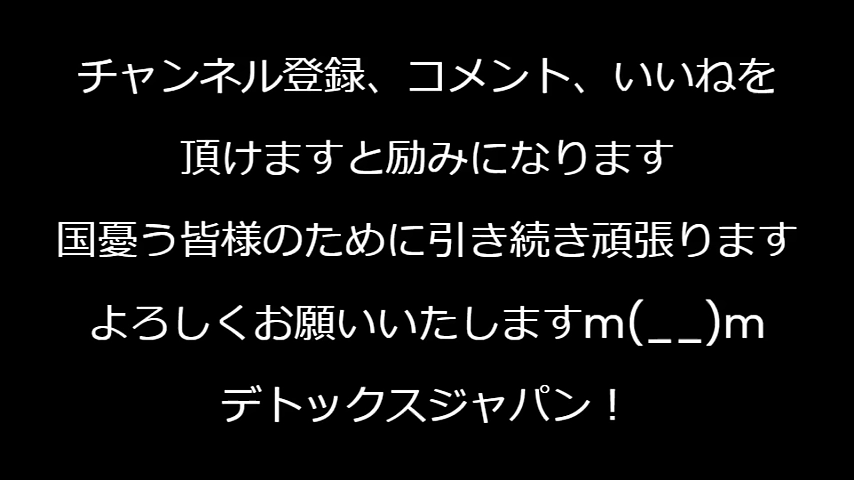 チャンネル登録、コメント、いいねを
頂けますと励みになります
国憂う皆様のために引き続き頑張ります
よろしくお願いいたしますm(__)m
デトックスジャパン！